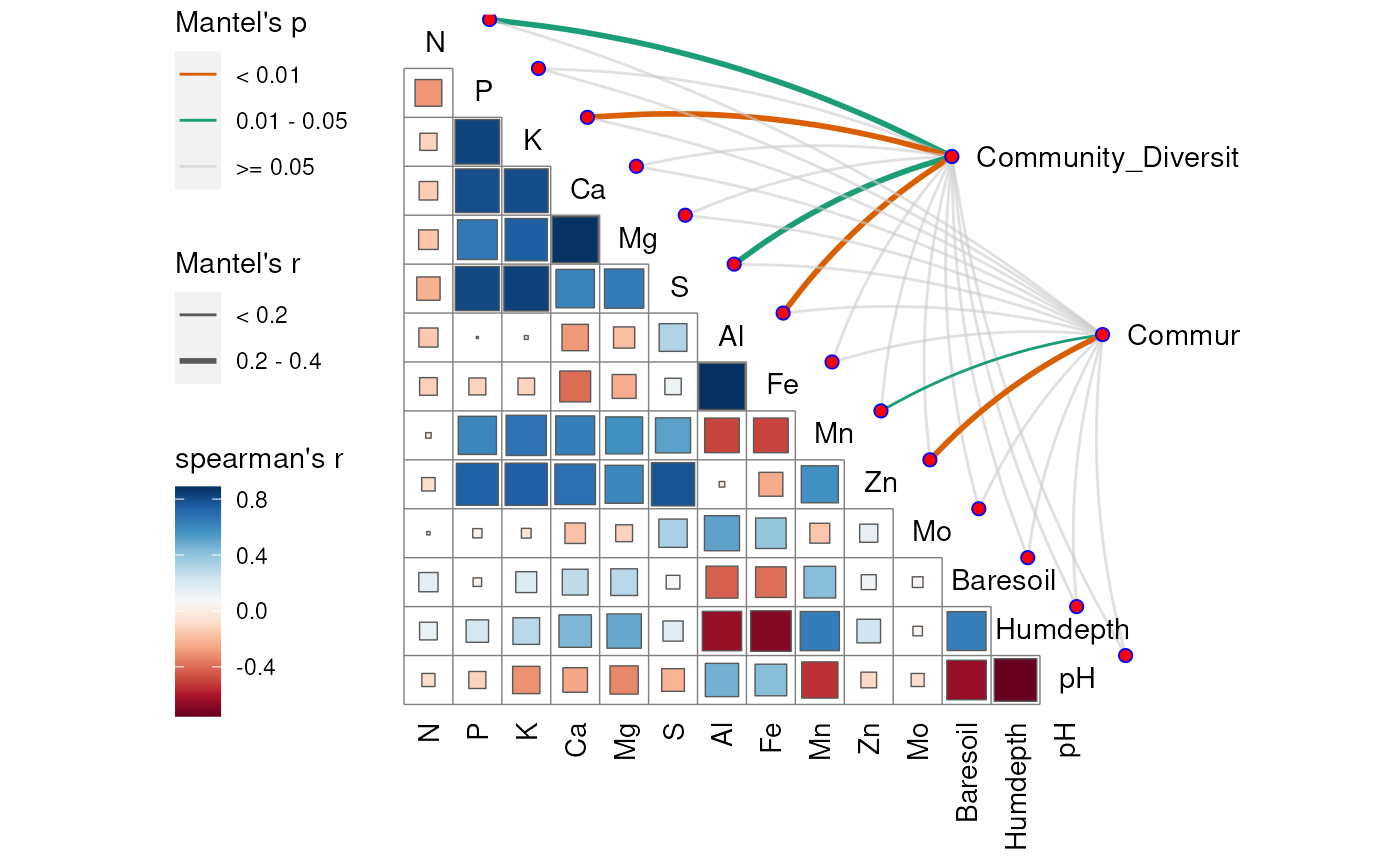 Mantel's p
< 0.01
0.01 - 0.05
>= 0.05
Mantel's r
< 0.2
0.2 - 0.4
spearman's r
0.8
0.4
0.0
-0.4
N
P
K
Ca
Mg
S
Al
Fe
Mn
Zn
Mo
Baresoil
Humdepth
pH
Community_Diversit
Commur
N
P
K
Ca
Mg
S
Al
Fe
Mn
Zn
Mo
Baresoil
Humdepth
pH